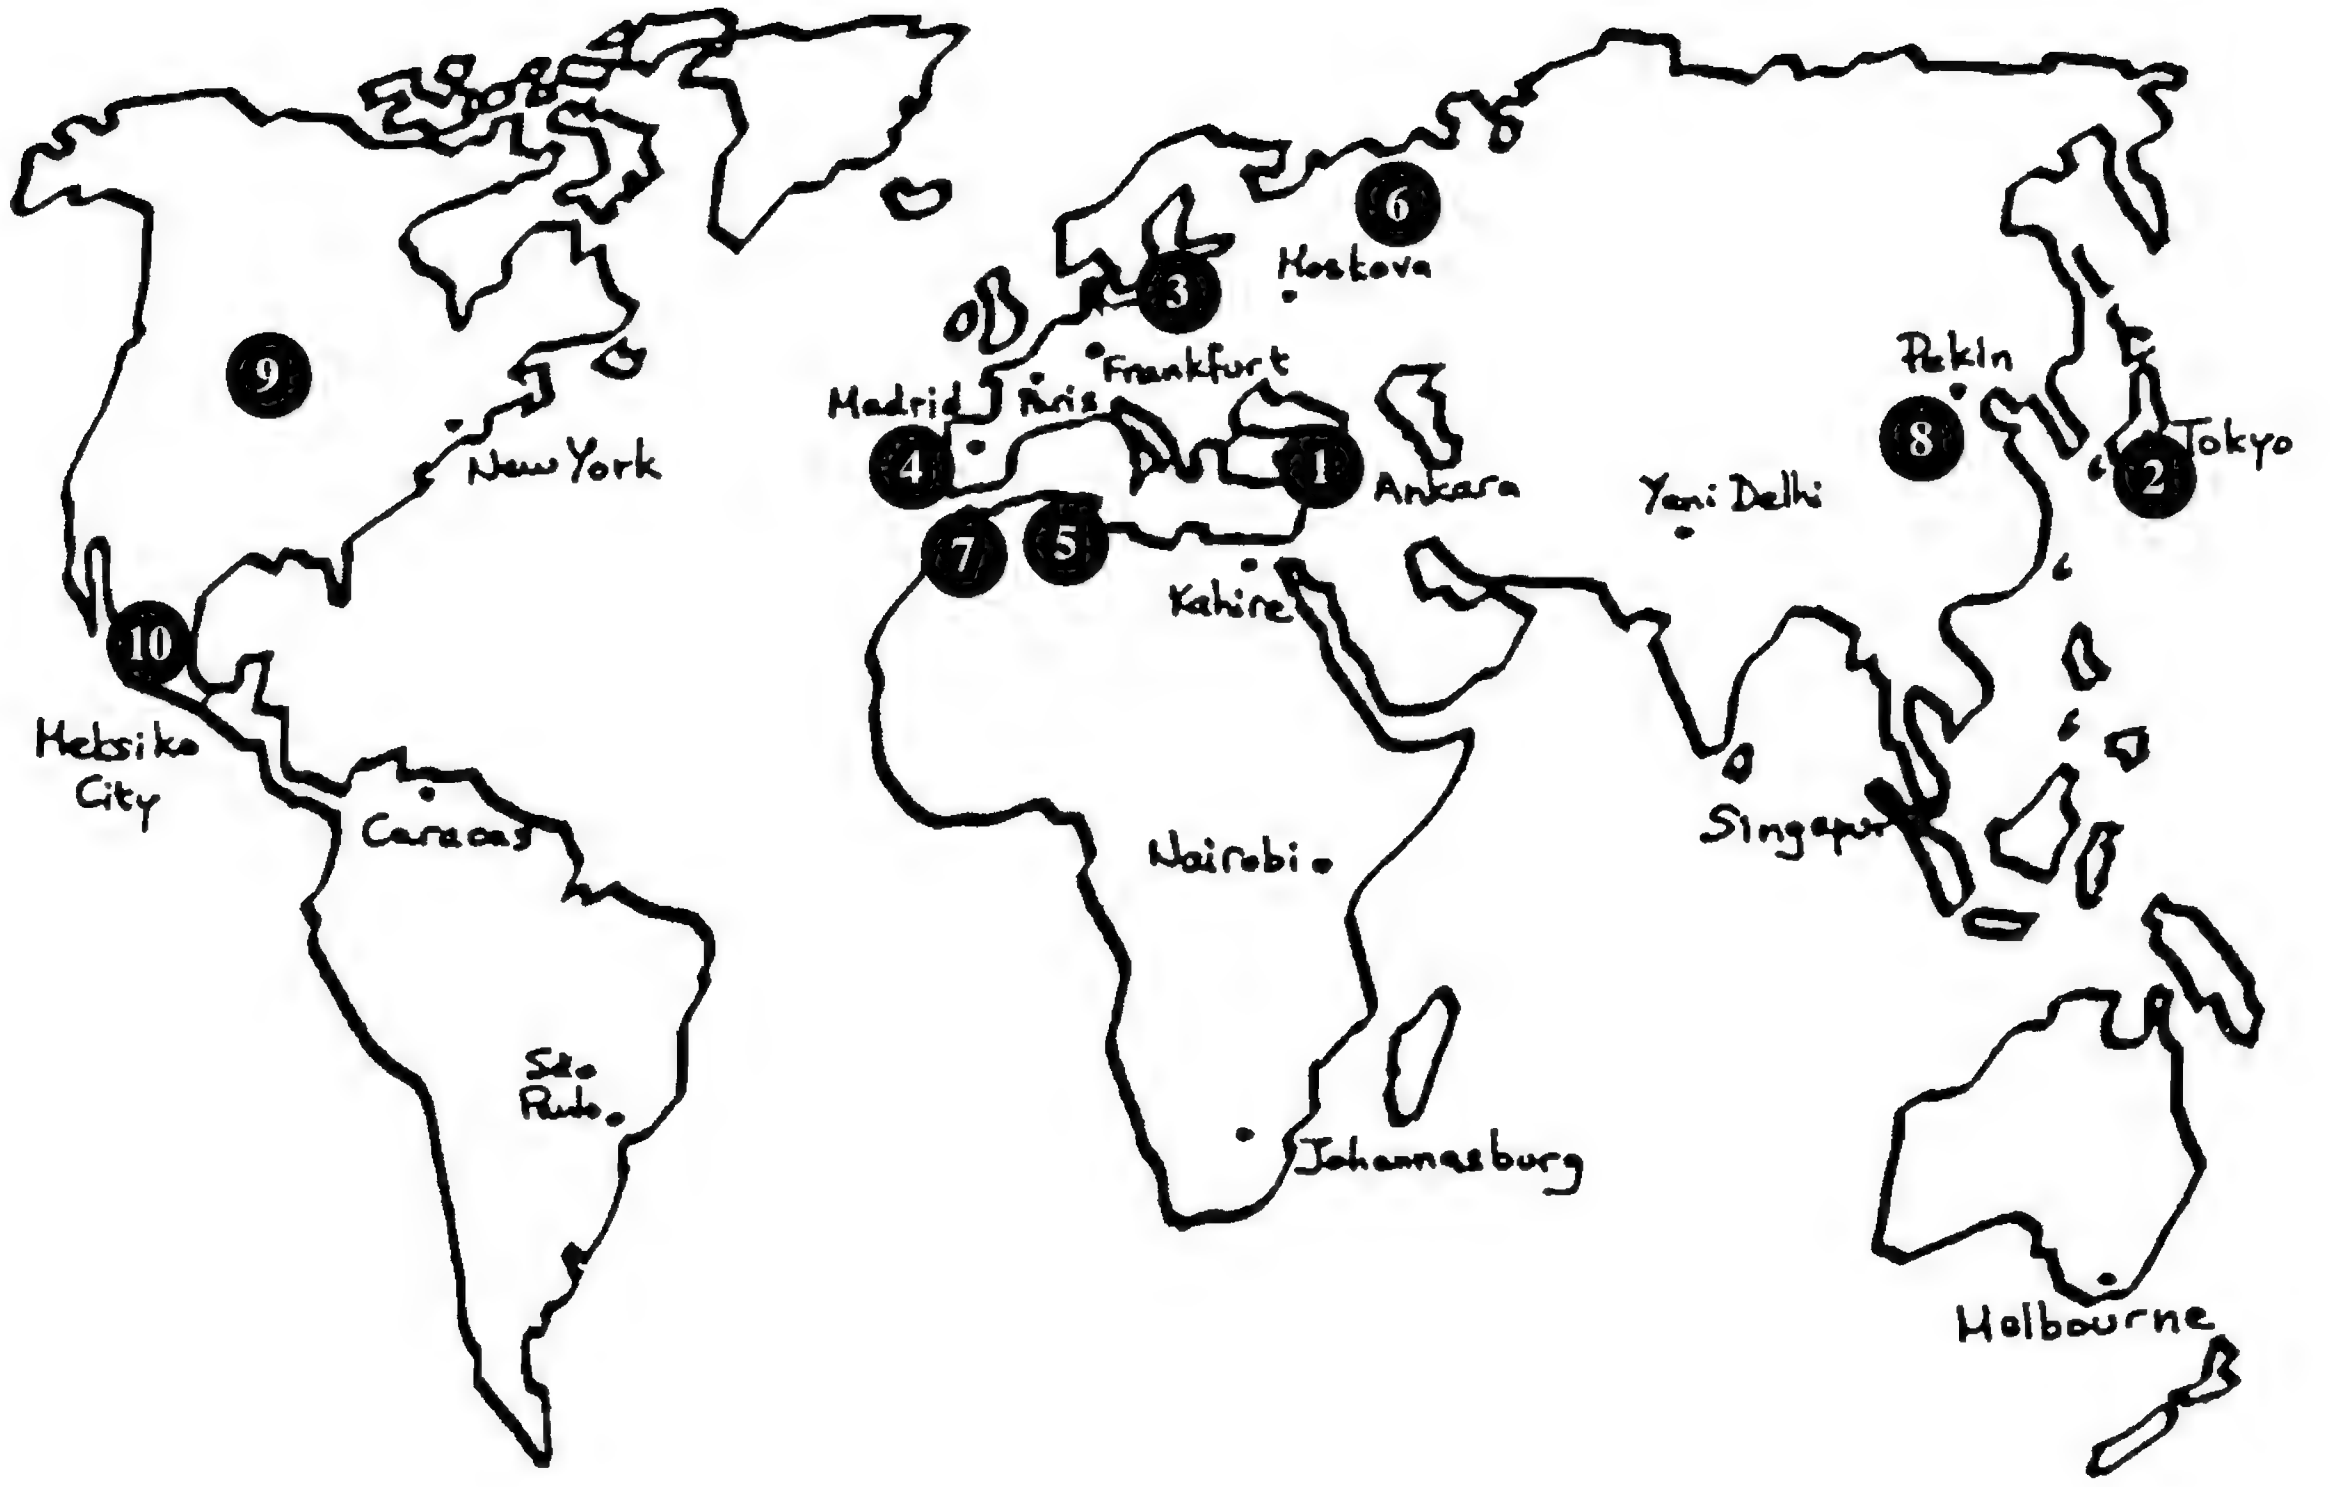 6
Moskova
3
Pekin
Frankfurt
9
Madrid
Paris
8
Tokyo
New York
4
1
Ankara
2
Yeni Delhi
7
5
Kahire
10
Meksiko
City
Caracas
Singapur
Nairobi
Sao
Paulo
Johannesburg
Melbourne